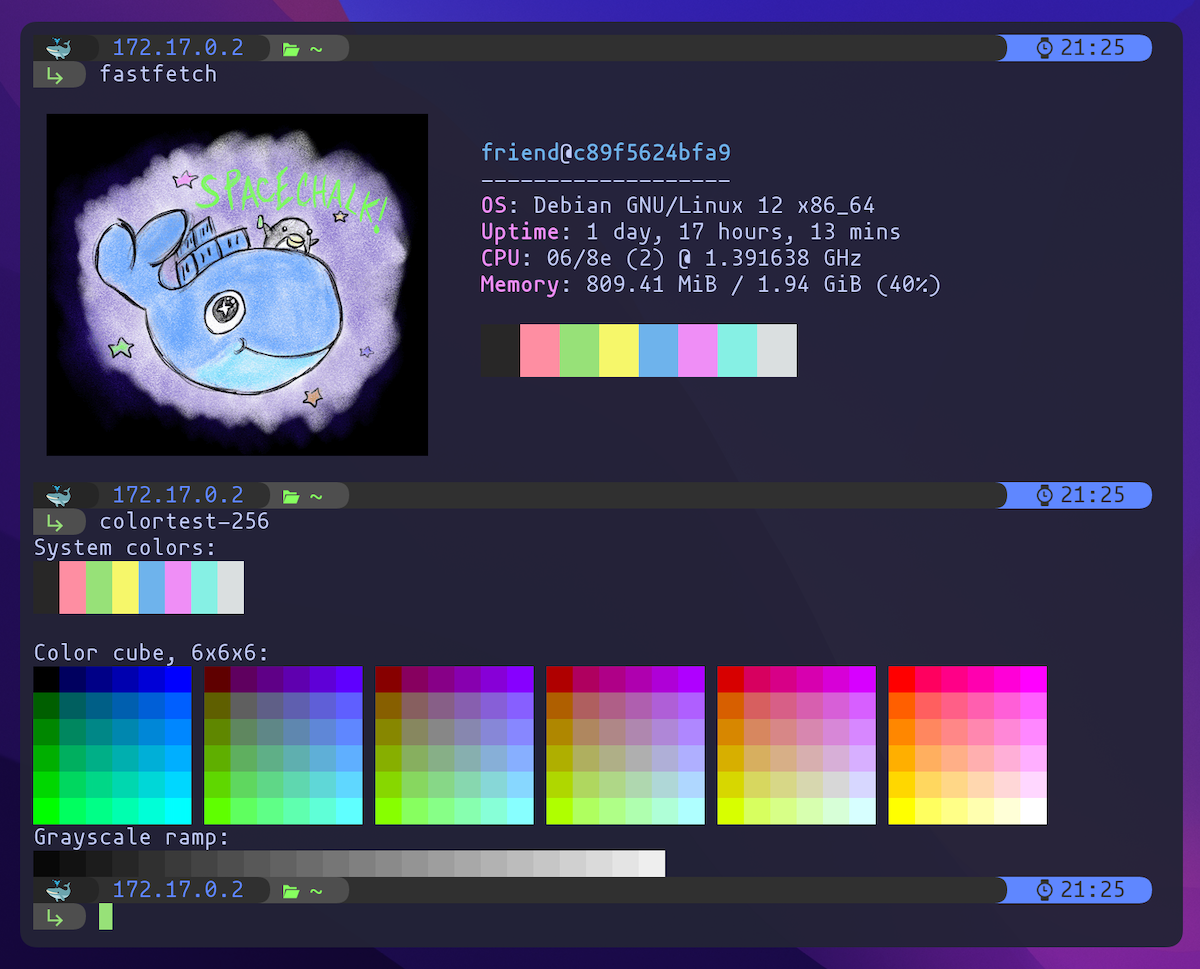 172.17.0.2 ~ 21:25
fastfetch
SPACECHALK!
friend@c89f5624bfa9
-------------------
OS: Debian GNU/Linux 12 x86_64
Uptime: 1 day, 17 hours, 13 mins
CPU: 06/8e (2) @ 1.391638 GHz
Memory: 809.41 MiB / 1.94 GiB (40%)
172.17.0.2 ~ 21:25
colortest-256
System colors:
Color cube, 6x6x6:
Grayscale ramp:
172.17.0.2 ~ 21:25